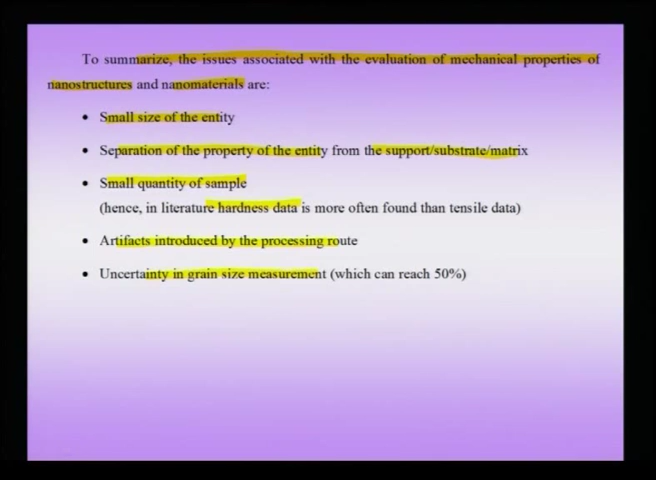 To summarize, the issues associated with the evaluation of mechanical properties of
nanostructures and nanomaterials are:
• Small size of the entity
• Separation of the property of the entity from the support/substrate/matrix
• Small quantity of sample
(hence, in literature hardness data is more often found than tensile data)
• Artifacts introduced by the processing route
• Uncertainty in grain size measurement (which can reach 50%)